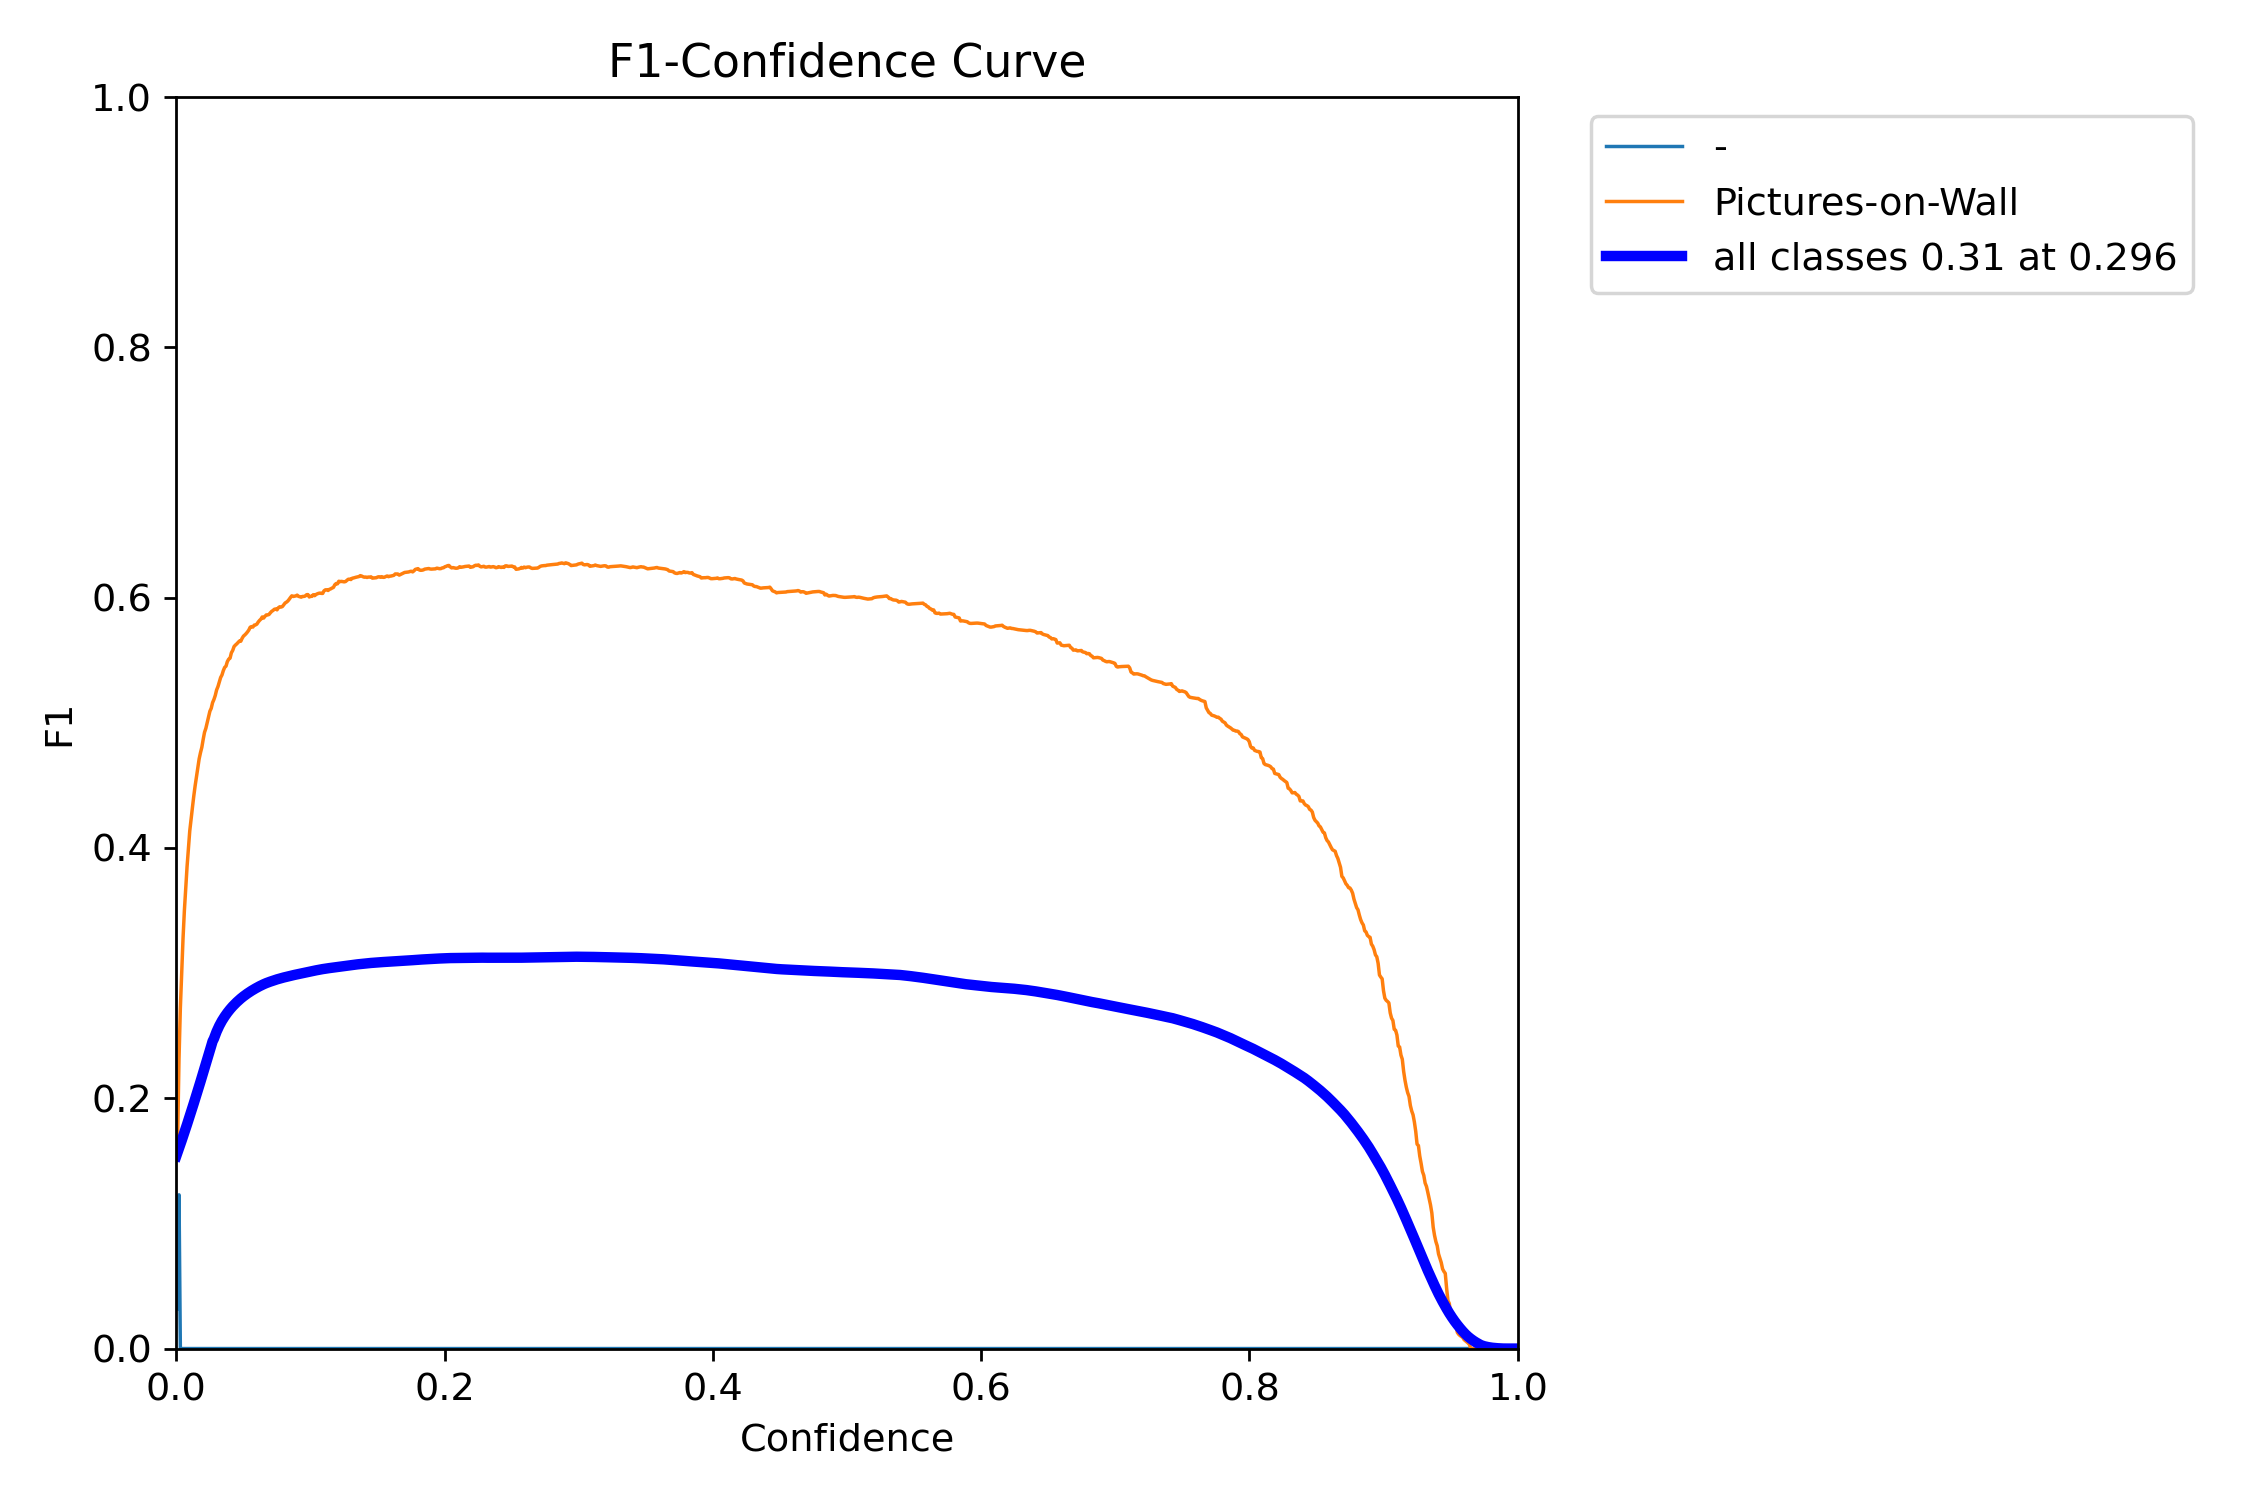 F1-Confidence Curve
1.0
0.8
0.6
0.4
0.2
0.0
F1
0.0 0.2 0.4 0.6 0.8 1.0
Confidence
-
Pictures-on-Wall
all classes 0.31 at 0.296